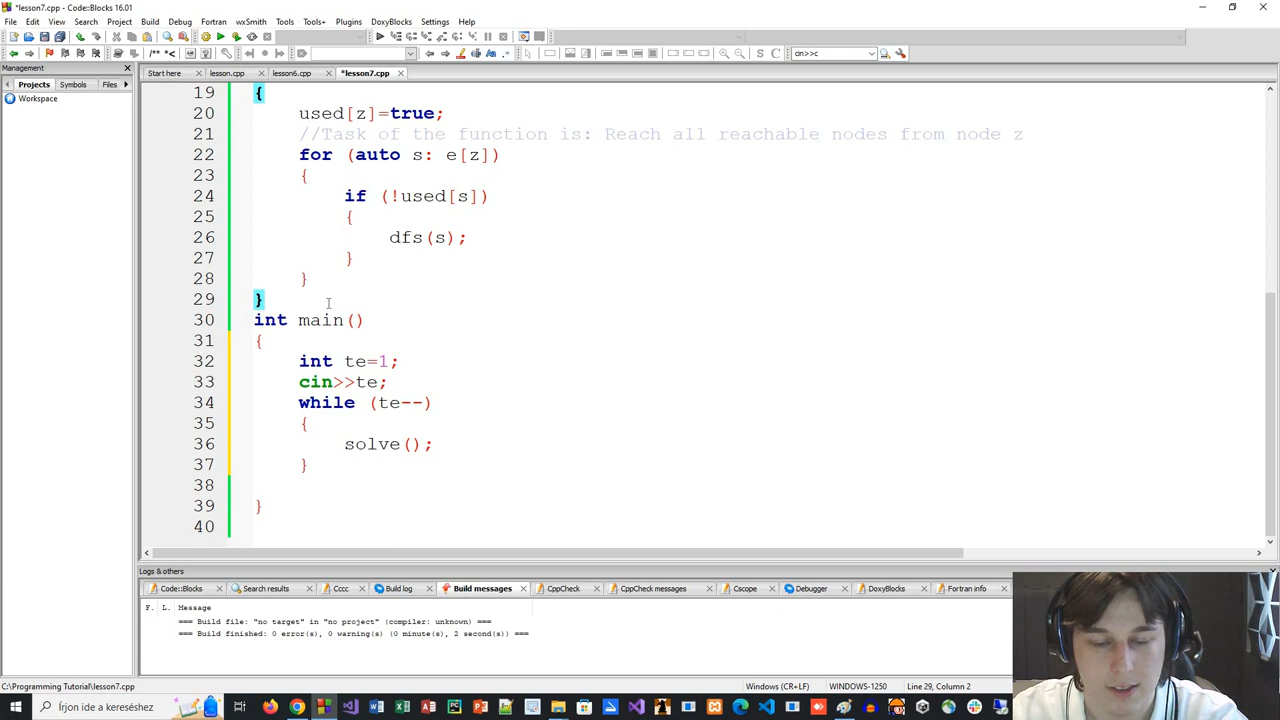 *lesson7.cpp - Code::Blocks 16.01
File Edit View Search Project Build Debug Fortran wxSmith Tools Tools+ Plugins DoxyBlocks Settings Help
/** *< cin>>c
Management
Start here lesson.cpp lesson6.cpp *lesson7.cpp
Projects Symbols Files
Workspace
19 {
20 used[z]=true;
21 //Task of the function is: Reach all reachable nodes from node z
22 for (auto s: e[z])
23 {
24 if (!used[s])
25 {
26 dfs(s);
27 }
28 }
29 }
30 int main()
31 {
32 int te=1;
33 cin>>te;
34 while (te--)
35 {
36 solve();
37 }
38
39 }
40
Logs & others
Code::Blocks Search results Cccc Build log Build messages CppCheck CppCheck messages Cscope Debugger DoxyBlocks Fortran info
F. L. Message
=== Build file: "no target" in "no project" (compiler: unknown) ===
=== Build finished: 0 error(s), 0 warning(s) (0 minute(s), 2 second(s)) ===
C:\Programming Tutorial\lesson7.cpp Windows (CR+LF) WINDOWS-1250 Line 29, Column 2
Írjon ide a kereséshez